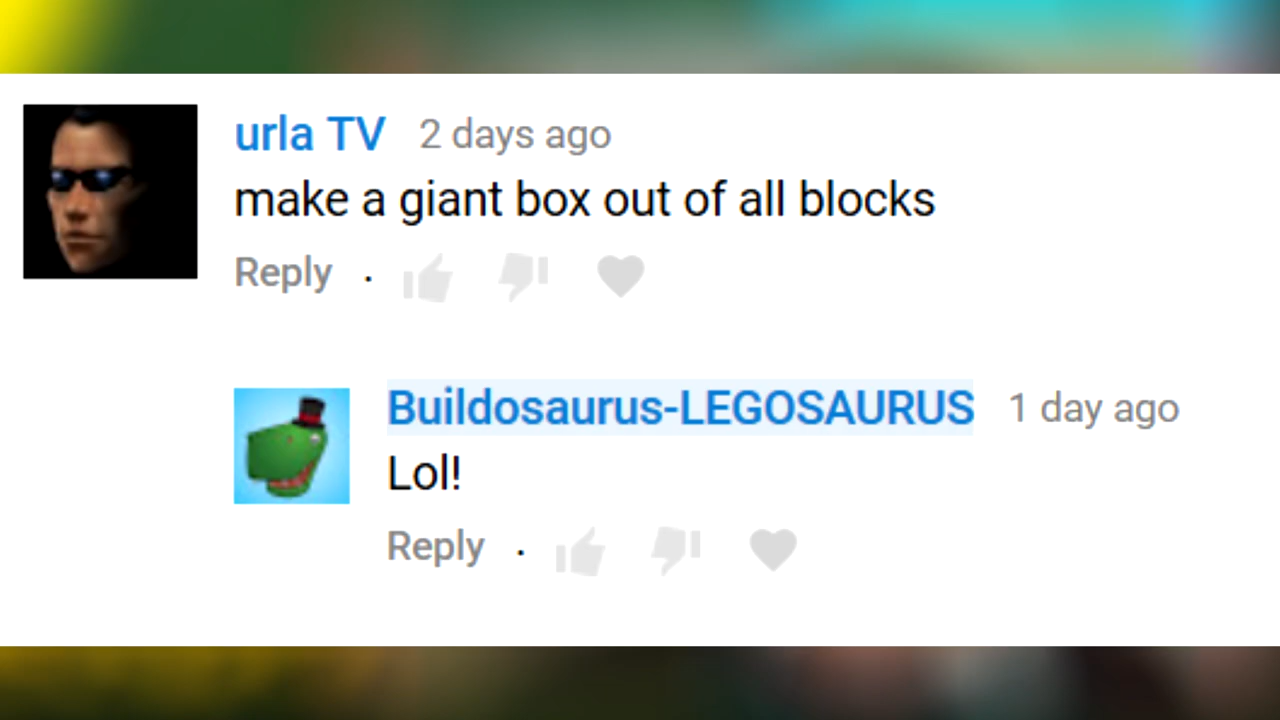 urla TV 2 days ago
make a giant box out of all blocks
Reply .
Buildosaurus-LEGOSAURUS 1 day ago
Lol!
Reply .